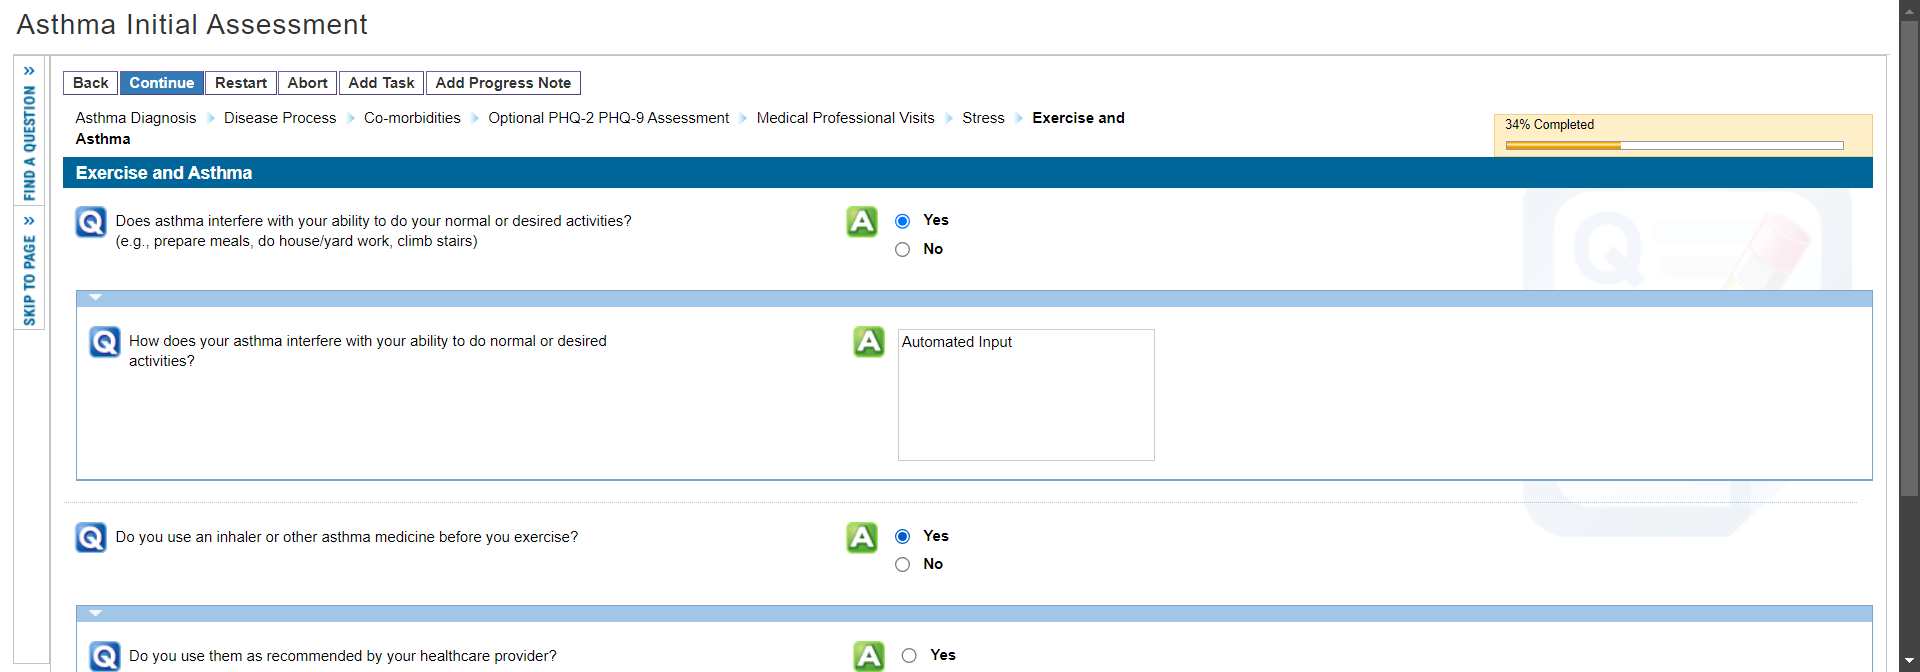 Asthma Initial Assessment
» FIND A QUESTION
» SKIP TO PAGE
Back Continue Restart Abort Add Task Add Progress Note
Asthma Diagnosis Disease Process Co-morbidities Optional PHQ-2 PHQ-9 Assessment Medical Professional Visits Stress Exercise and
Asthma
34% Completed
Exercise and Asthma
Q Does asthma interfere with your ability to do your normal or desired activities?
(e.g., prepare meals, do house/yard work, climb stairs)
A Yes
No
Q How does your asthma interfere with your ability to do normal or desired
activities?
A Automated Input
Q Do you use an inhaler or other asthma medicine before you exercise?
A Yes
No
Q Do you use them as recommended by your healthcare provider?
A Yes